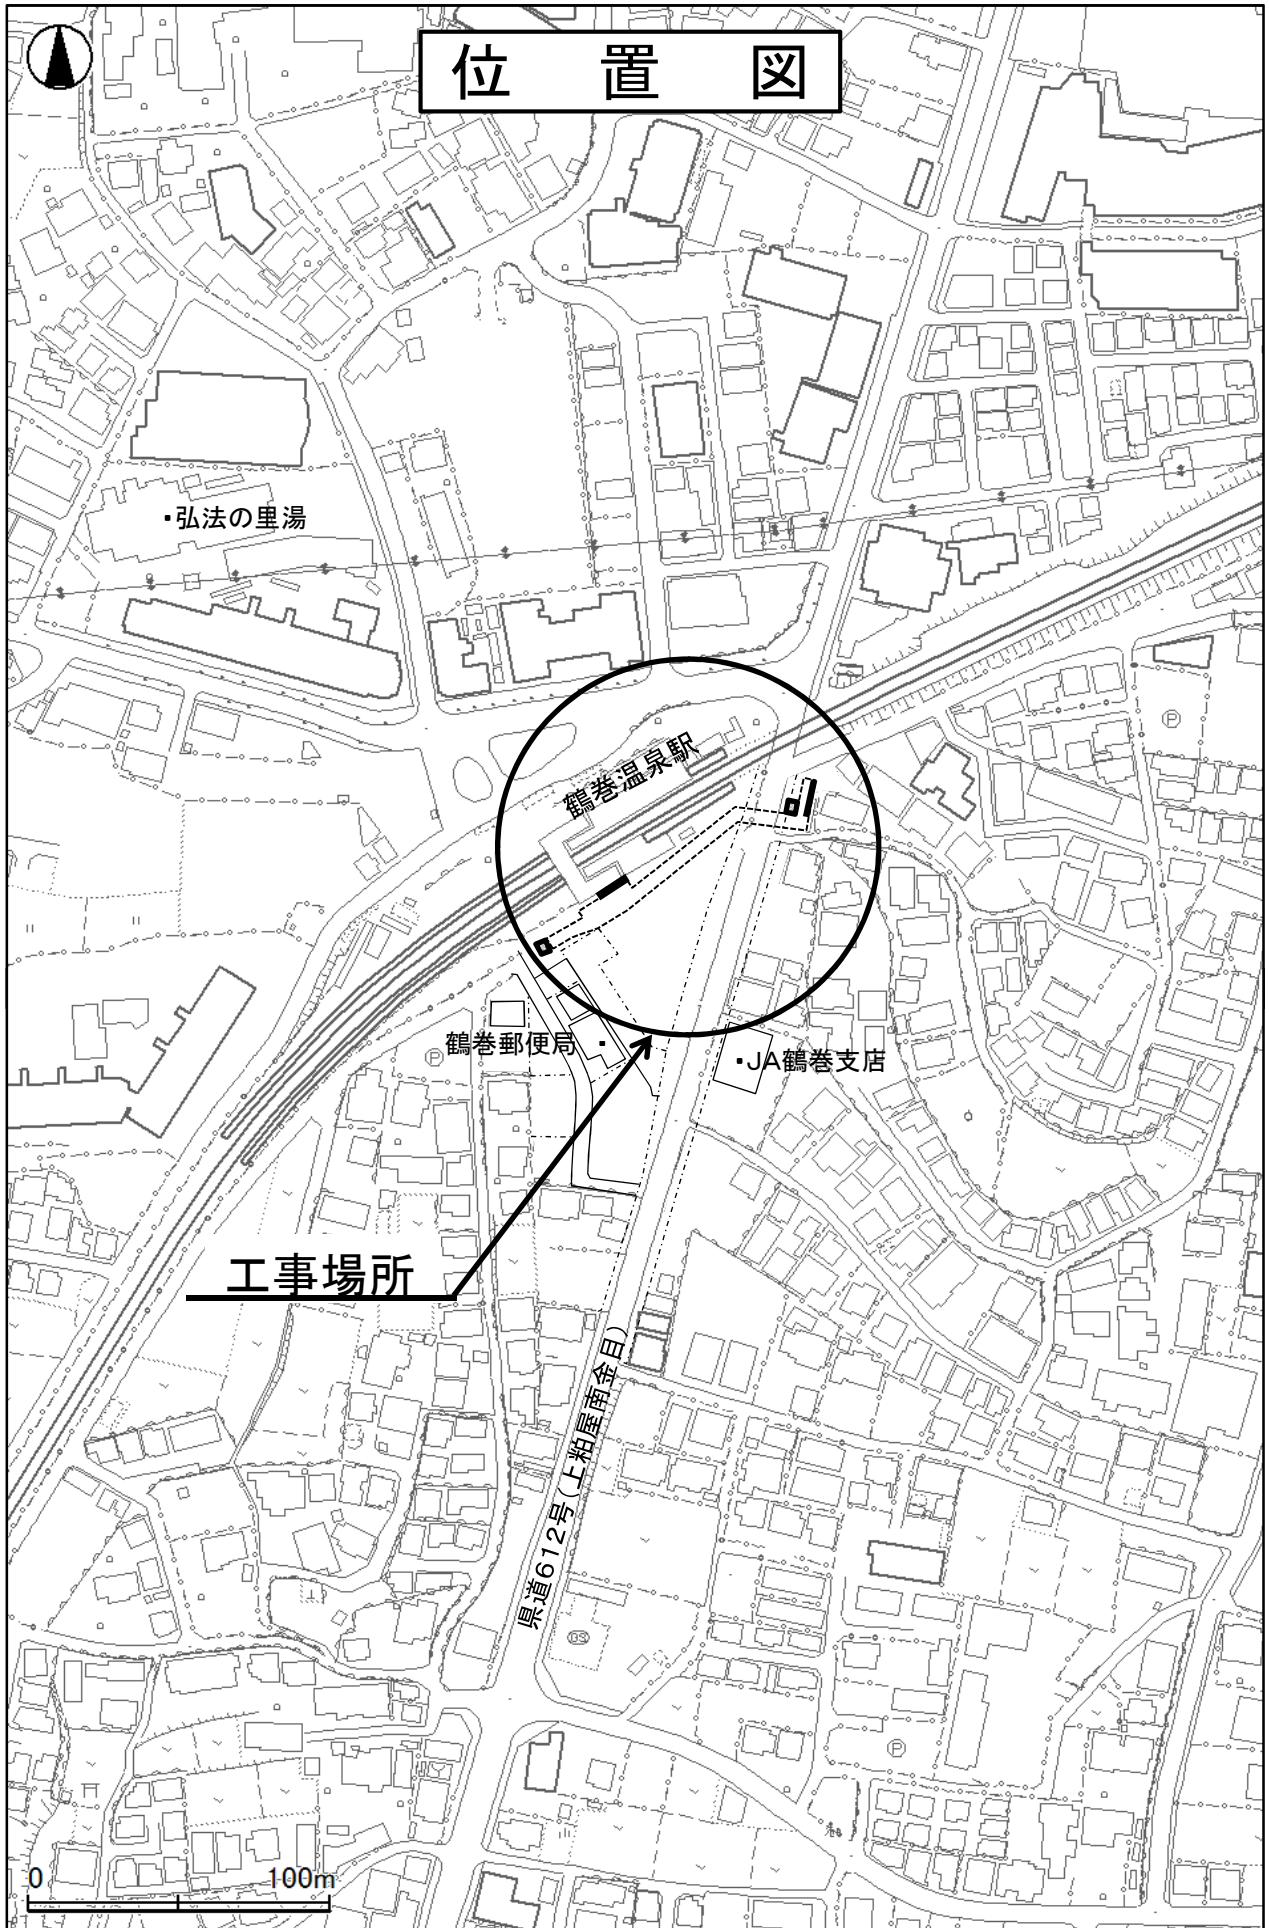 位置図
・弘法の里湯
鶴巻温泉駅
鶴巻郵便局・
・JA鶴巻支店
工事場所
県道612号(上粕屋南金目)
P
P
GS
P
0 100m